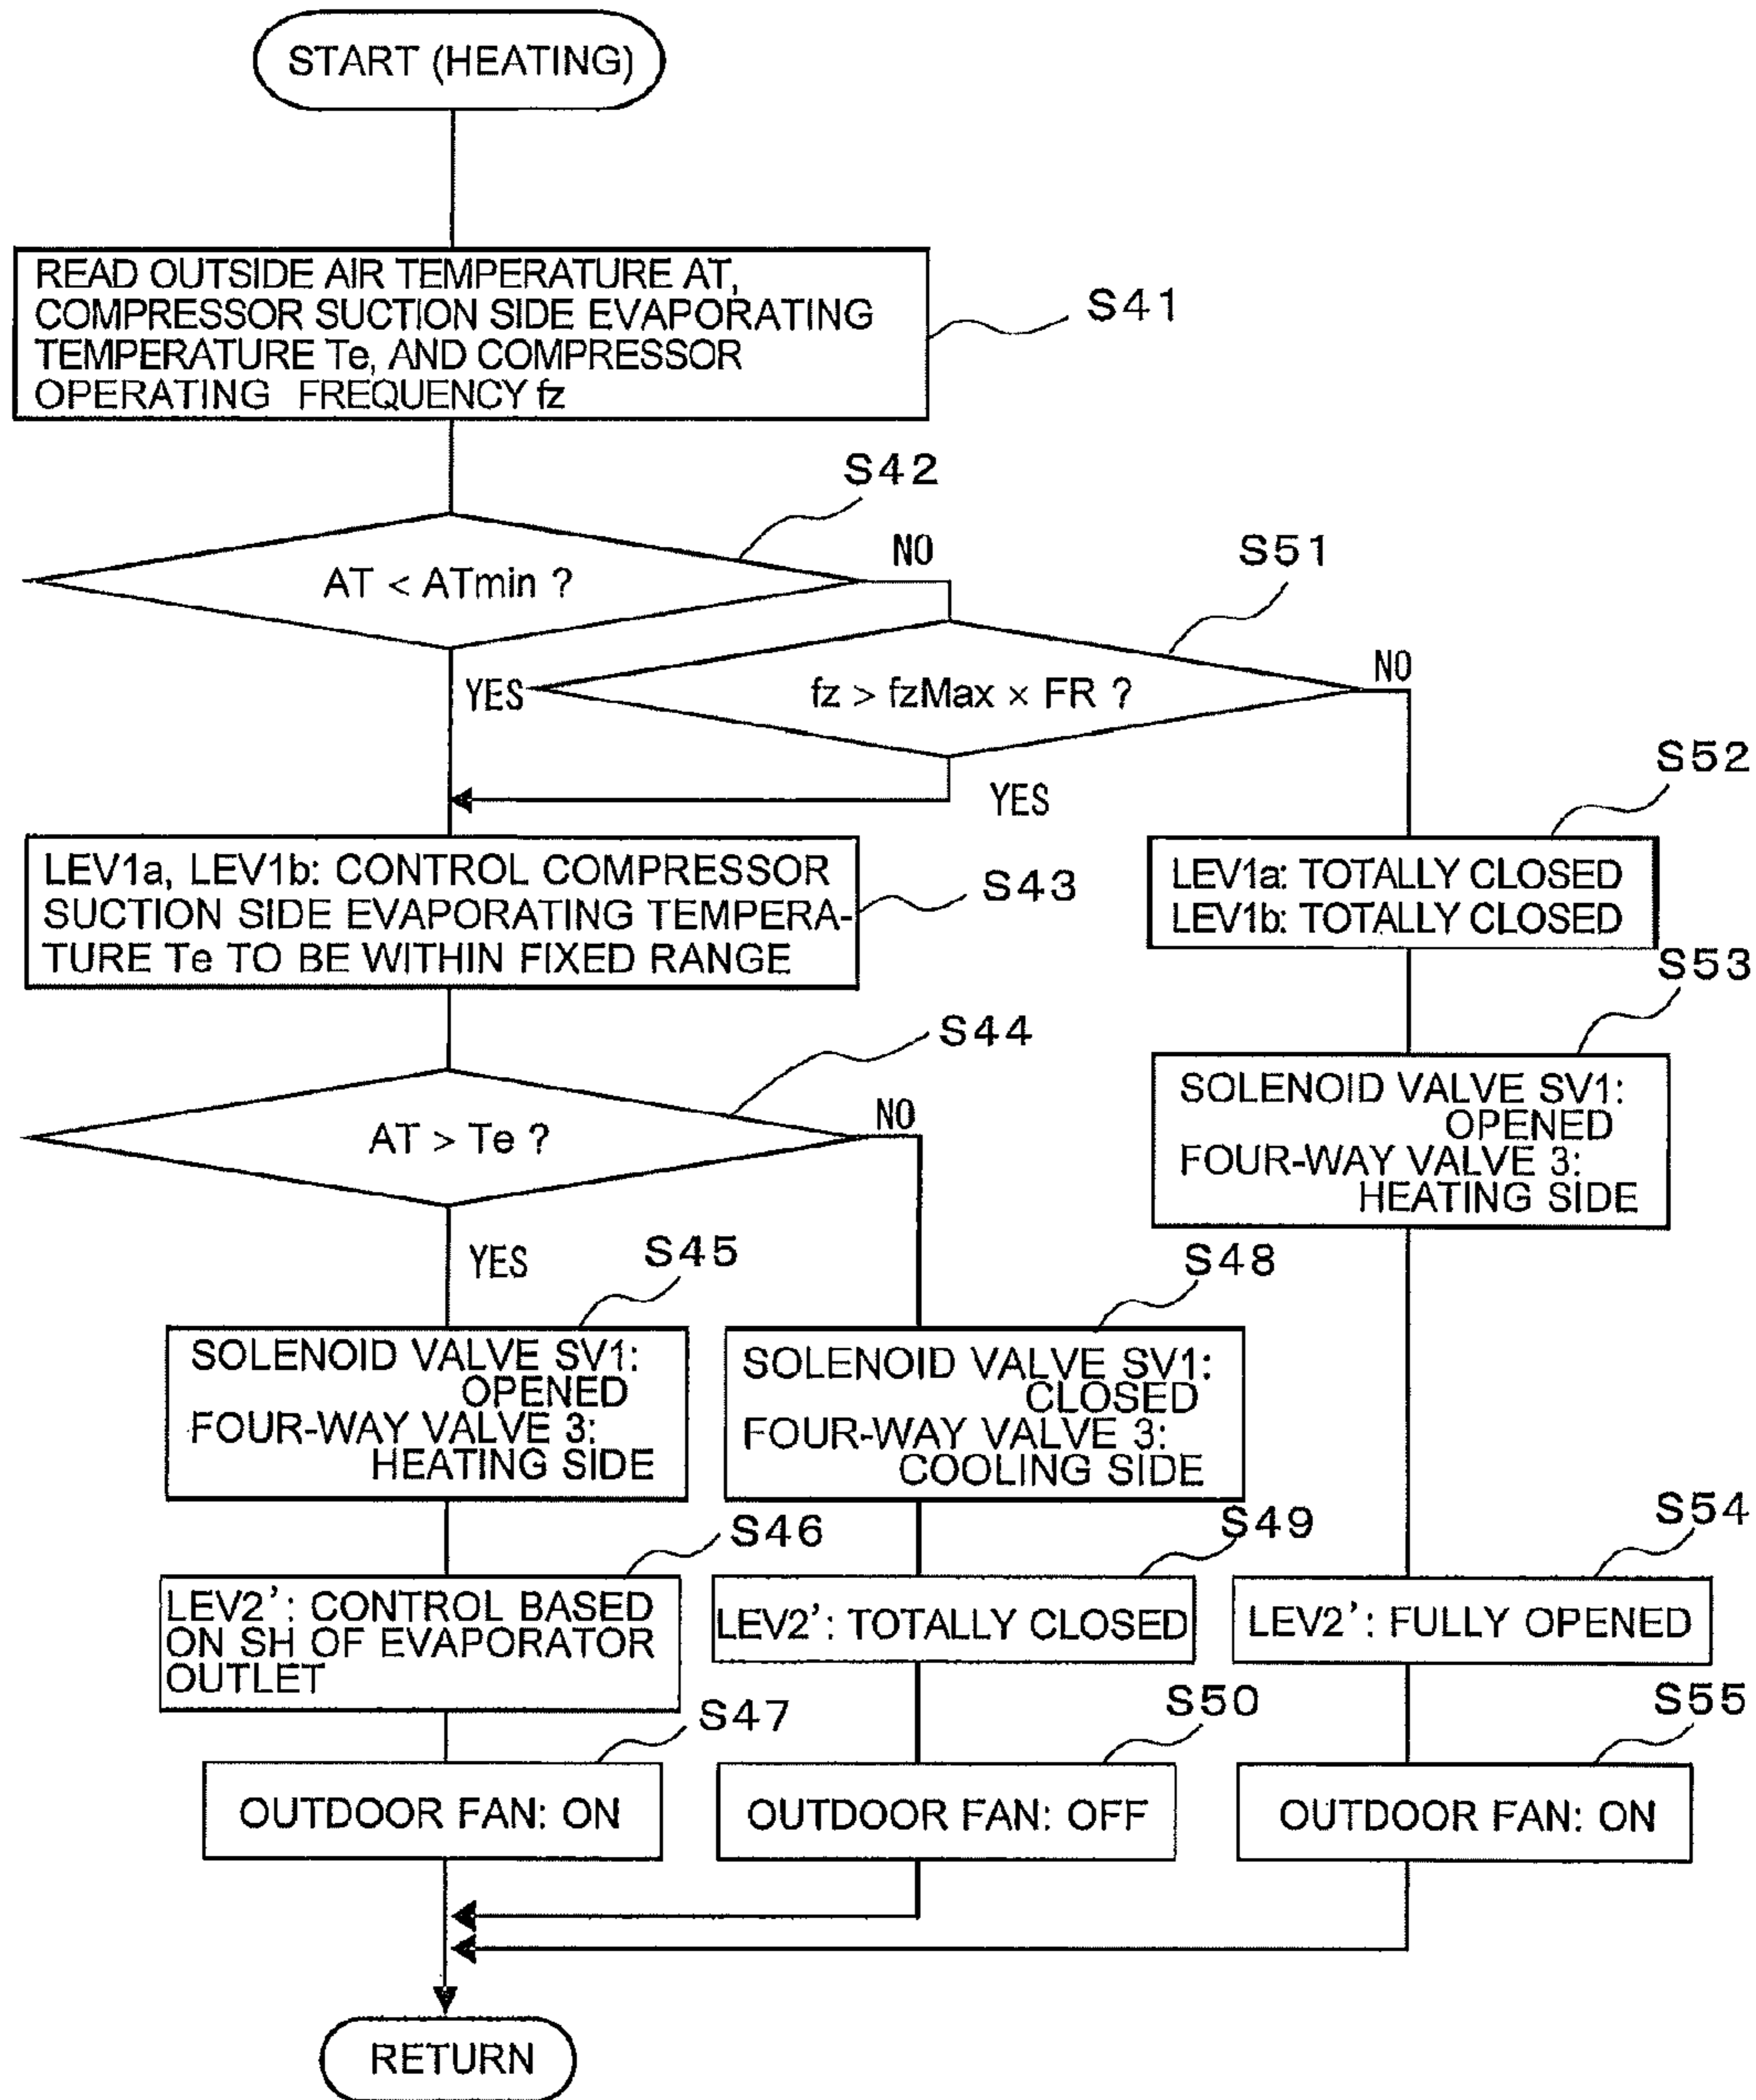 START (HEATING)
READ OUTSIDE AIR TEMPERATURE AT,
COMPRESSOR SUCTION SIDE EVAPORATING
TEMPERATURE Te, AND COMPRESSOR
OPERATING FREQUENCY fz
S41
S42
AT < ATmin ?
NO
YES
S51
fz > fzMax × FR ?
NO
YES
S52
LEV1a: TOTALLY CLOSED
LEV1b: TOTALLY CLOSED
S43
LEV1a, LEV1b: CONTROL COMPRESSOR
SUCTION SIDE EVAPORATING TEMPERA-
TURE Te TO BE WITHIN FIXED RANGE
S53
SOLENOID VALVE SV1:
OPENED
FOUR-WAY VALVE 3:
HEATING SIDE
S44
AT > Te ?
NO
YES
S45
SOLENOID VALVE SV1:
OPENED
FOUR-WAY VALVE 3:
HEATING SIDE
S48
SOLENOID VALVE SV1:
CLOSED
FOUR-WAY VALVE 3:
COOLING SIDE
S46
LEV2': CONTROL BASED
ON SH OF EVAPORATOR
OUTLET
S49
LEV2': TOTALLY CLOSED
S54
LEV2': FULLY OPENED
S47
OUTDOOR FAN: ON
S50
OUTDOOR FAN: OFF
S55
OUTDOOR FAN: ON
RETURN